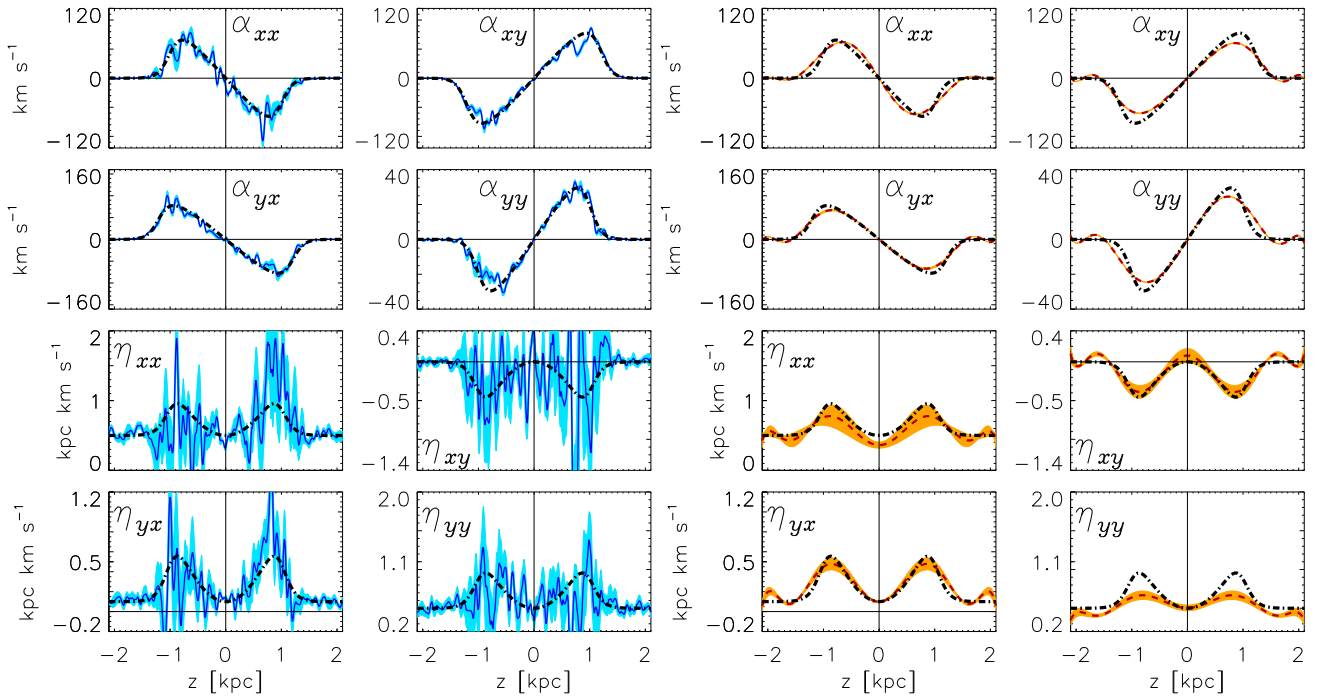 120 α_xx 120 α_xy 120 α_xx 120 α_xy
km s⁻¹ 0 0 km s⁻¹ 0 0
−120 −120 −120 −120
160 α_yx 40 α_yy 160 α_yx 40 α_yy
km s⁻¹ 0 0 km s⁻¹ 0 0
−160 −40 −160 −40
2 η_xx 0.4 2 η_xx 0.4
kpc km s⁻¹ 1 −0.5 kpc km s⁻¹ 1 −0.5
0 −1.4 η_xy 0 −1.4 η_xy
1.2 η_yx 2.0 η_yy 1.2 η_yx 2.0 η_yy
kpc km s⁻¹ 0.5 1.1 kpc km s⁻¹ 0.5 1.1
−0.2 0.2 −0.2 0.2
−2 −1 0 1 2 −2 −1 0 1 2 −2 −1 0 1 2 −2 −1 0 1 2
z [kpc] z [kpc] z [kpc] z [kpc]